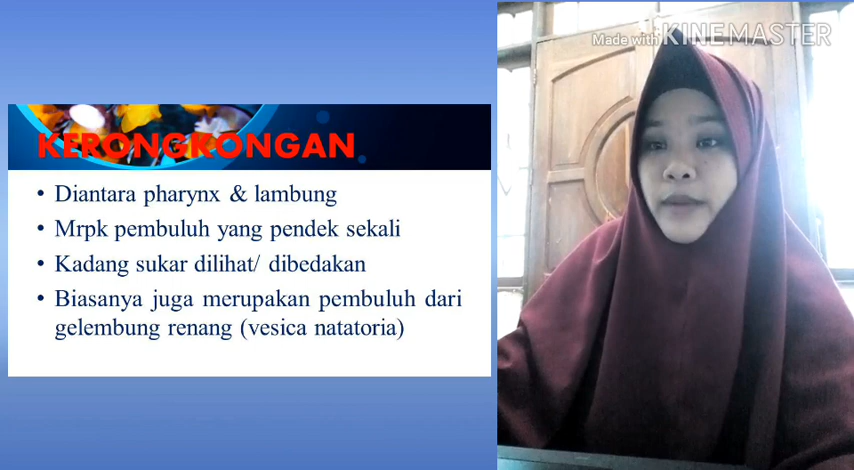 KERONGKONGAN
• Diantara pharynx & lambung
• Mrpk pembuluh yang pendek sekali
• Kadang sukar dilihat/ dibedakan
• Biasanya juga merupakan pembuluh dari
gelembung renang (vesica natatoria)
Made with KINEMASTER